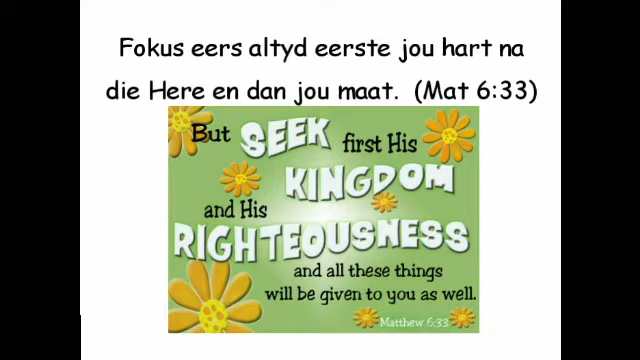 Fokus eers altyd eerste jou hart na
die Here en dan jou maat. (Mat 6:33)
But SEEK first His
KINGDOM
and His
RIGHTEOUSNESS
and all these things
will be given to you as well.
Matthew 6:33